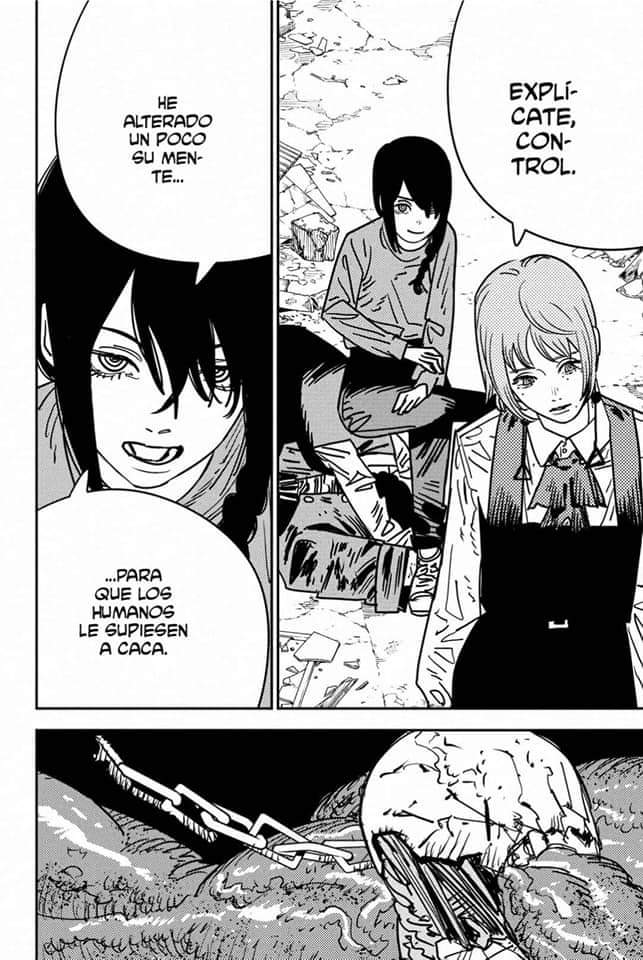 EXPLÍ-
CATE,
CON-
TROL.
HE
ALTERADO
UN POCO
SU MEN-
TE...
...PARA
QUE LOS
HUMANOS
LE SUPIESEN
A CACA.